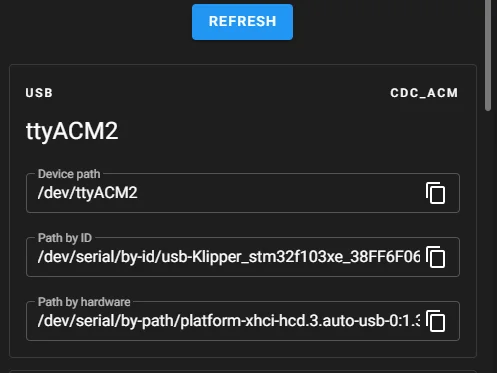 REFRESH
USB
CDC_ACM
ttyACM2
Device path
/dev/ttyACM2
Path by ID
/dev/serial/by-id/usb-Klipper_stm32f103xe_38FF6F06
Path by hardware
/dev/serial/by-path/platform-xhci-hcd.3.auto-usb-0:1.3